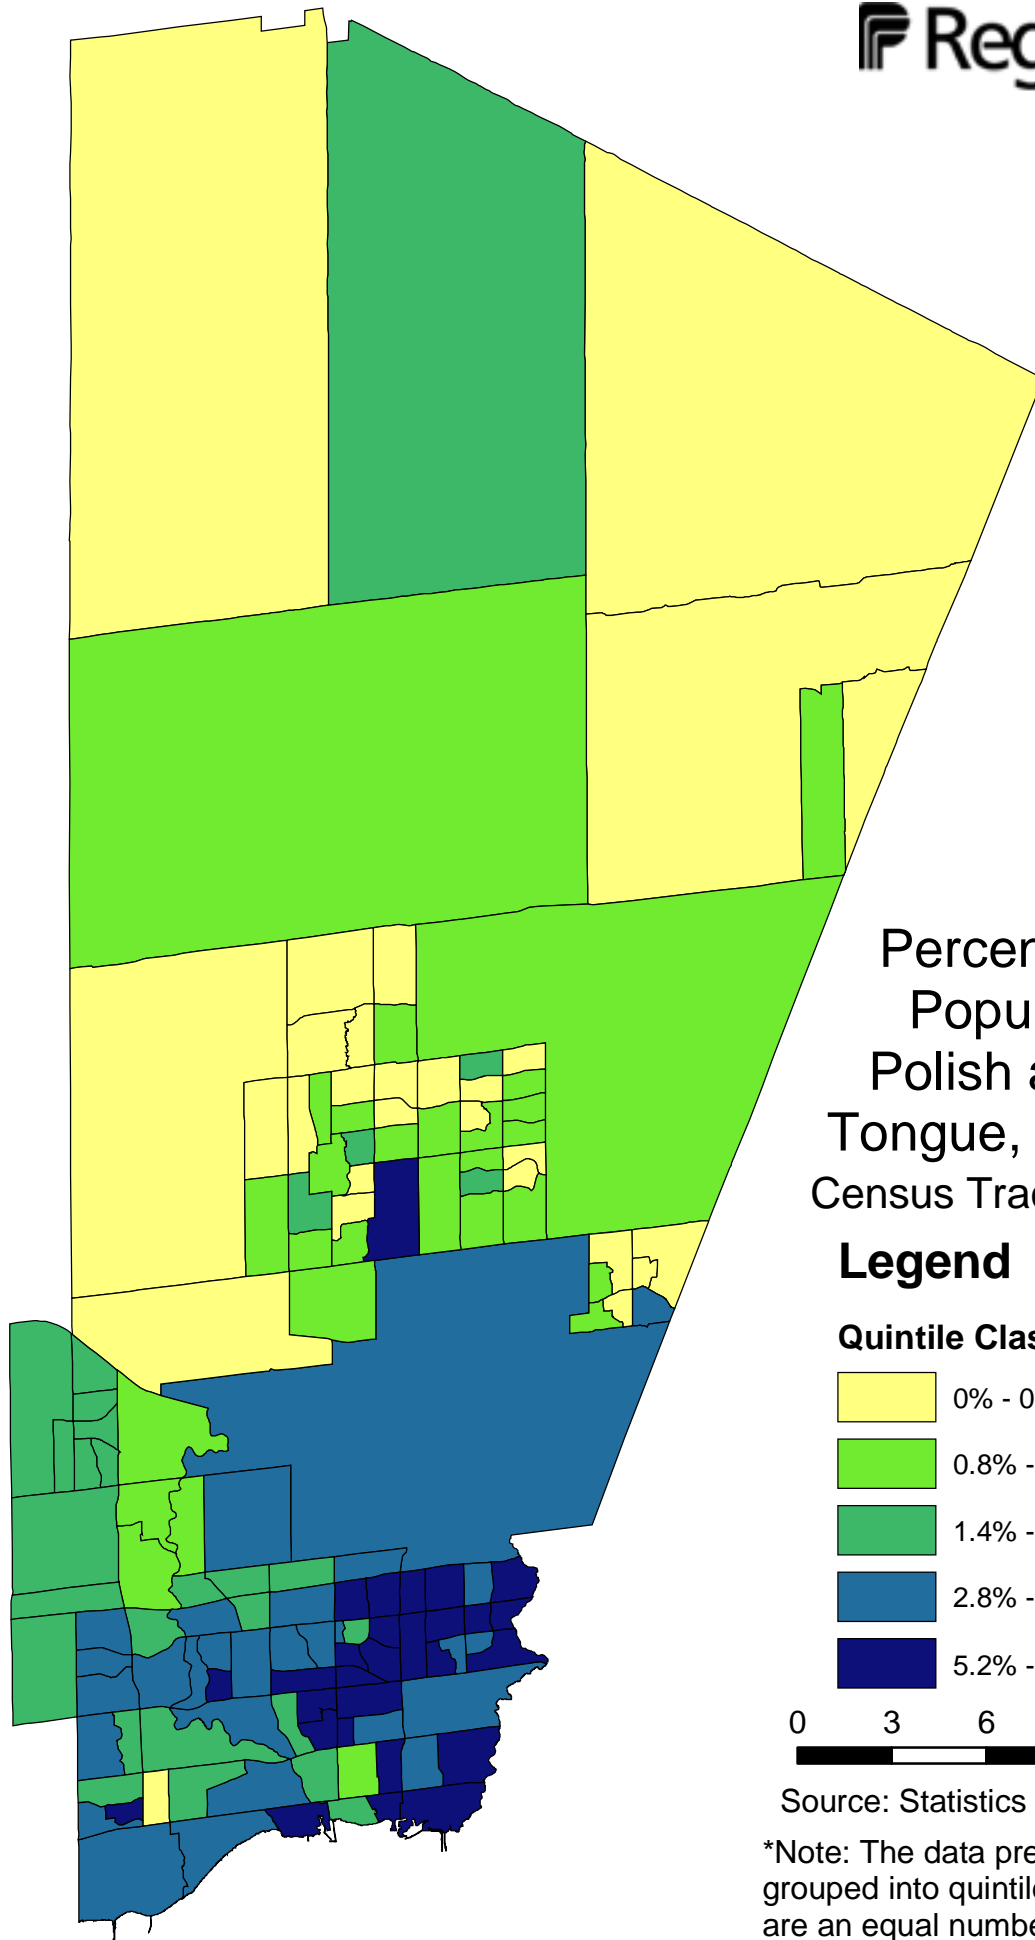 Reg
Percen
Popu
Polish a
Tongue,
Census Tra
Legend
Quintile Clas
0% - 0
0.8% -
1.4% -
2.8% -
5.2% -
0 3 6
Source: Statistics
*Note: The data pre
grouped into quintile
are an equal numbe